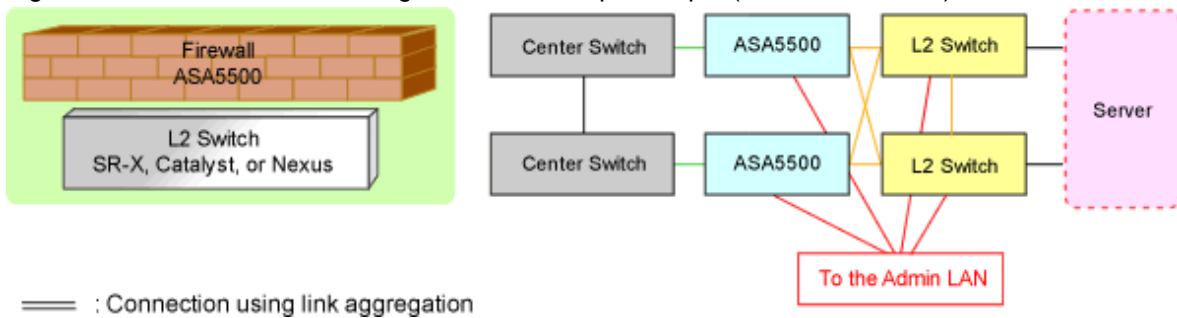 Firewall
ASA5500
L2 Switch
SR-X, Catalyst, or Nexus
Center Switch
ASA5500
L2 Switch
Server
Center Switch
ASA5500
L2 Switch
To the Admin LAN
: Connection using link aggregation